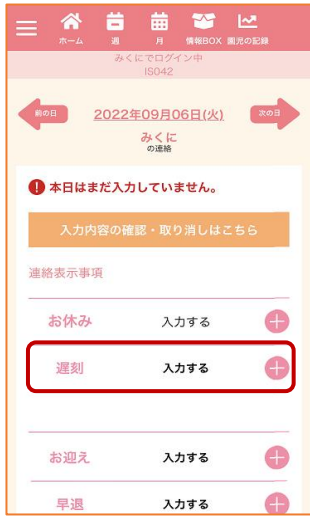 ホーム 週 月 情報BOX 園児の記録
みくにでログイン中
IS042
前の日 2022年09月06日(火) 次の日
みくに
の連絡
! 本日はまだ入力していません。
入力内容の確認・取り消しはこちら
連絡表示事項
お休み 入力する +
遅刻 入力する +
お迎え 入力する +
早退 入力する +